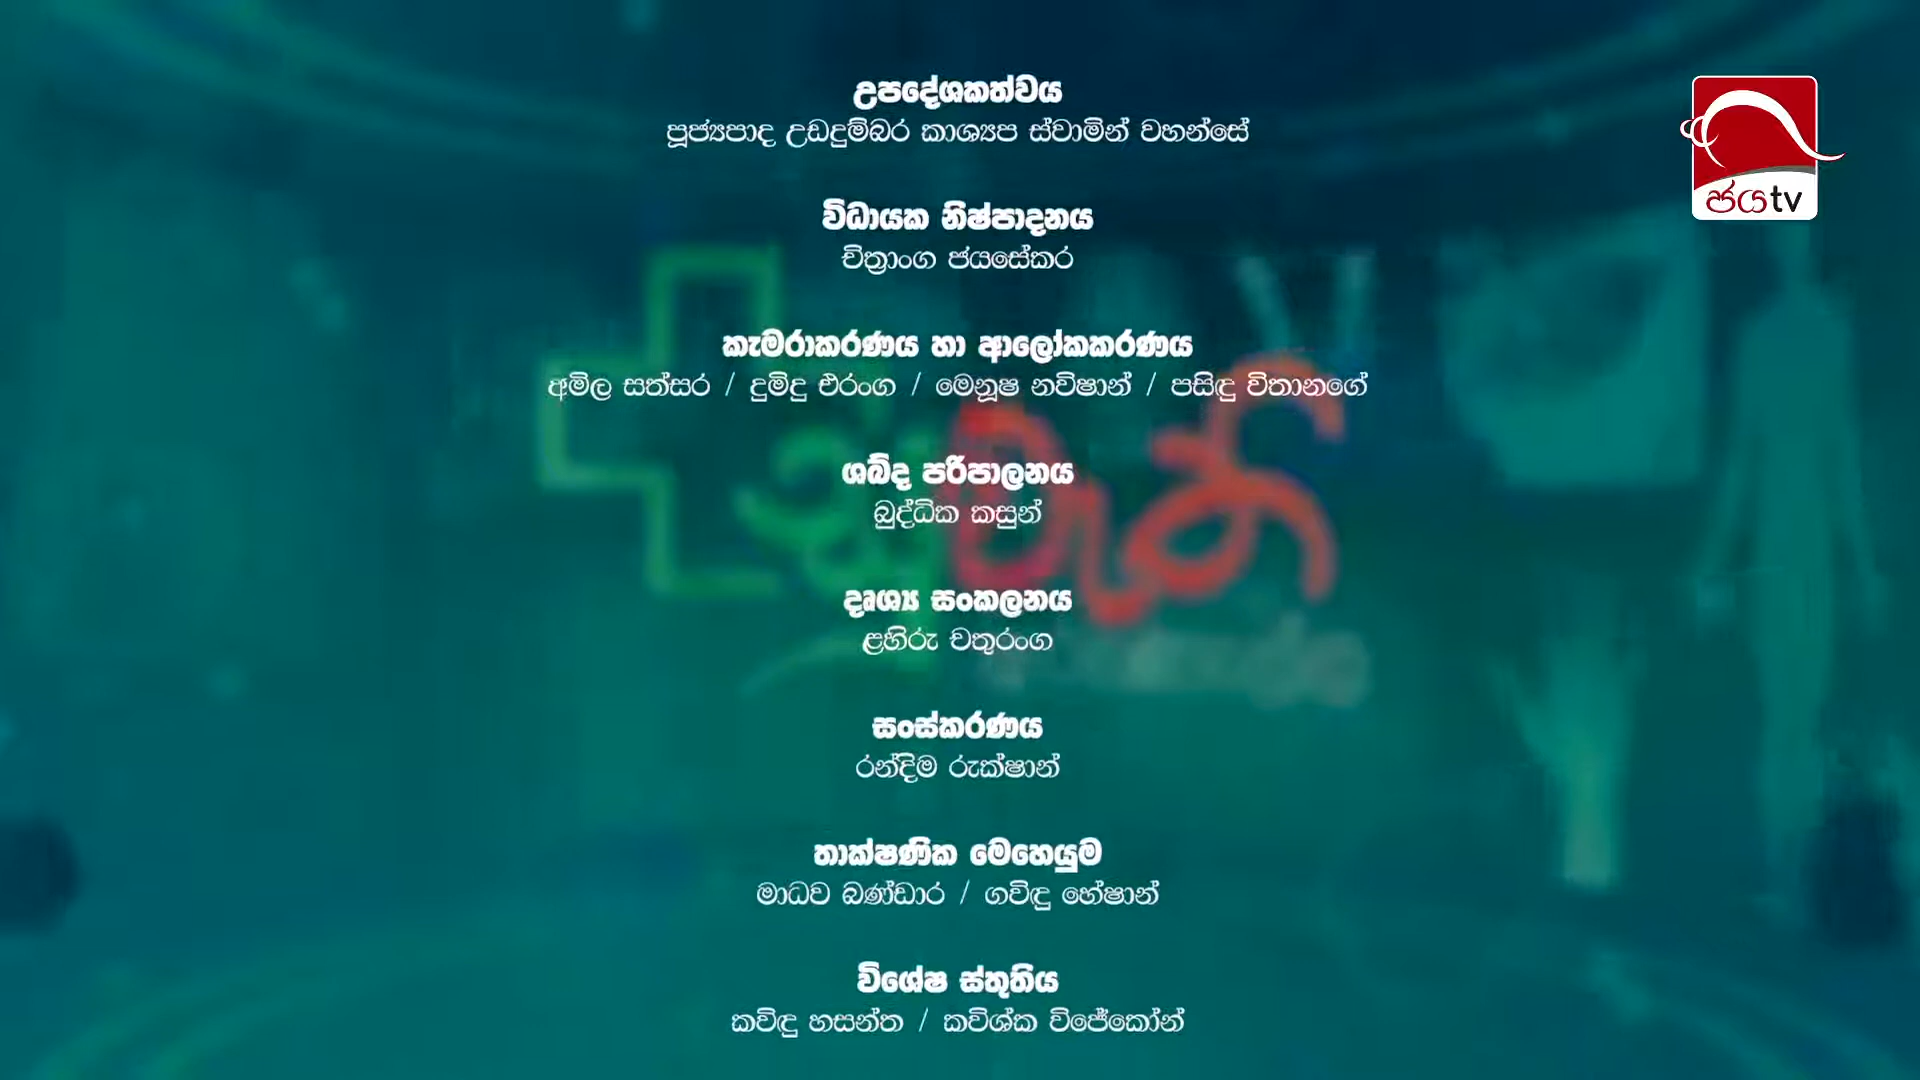 උපදේශකත්වය
පූජ්‍යපාද උඩදුම්බර කාශ්‍යප ස්වාමින් වහන්සේ
ජයtv
විධායක නිෂ්පාදනය
චිත්‍රාංග ජයසේකර
කැමරාකරණය හා ආලෝකකරණය
අමිල සත්සර / දුමිදු එරංග / මෙනූෂ නවිෂාන් / පසිඳු විතානගේ
ශබ්ද පරිපාලනය
බුද්ධික කසුන්
දෘශ්‍ය සංකලනය
ළහිරු චතුරංග
සංස්කරණය
රන්දිම රුක්ෂාන්
තාක්ෂණික මෙහෙයුම
මාධව බණ්ඩාර / ගවිඳු හේෂාන්
විශේෂ ස්තූතිය
කවිඳු හසන්ත / කවිශ්ක විජේකෝන්